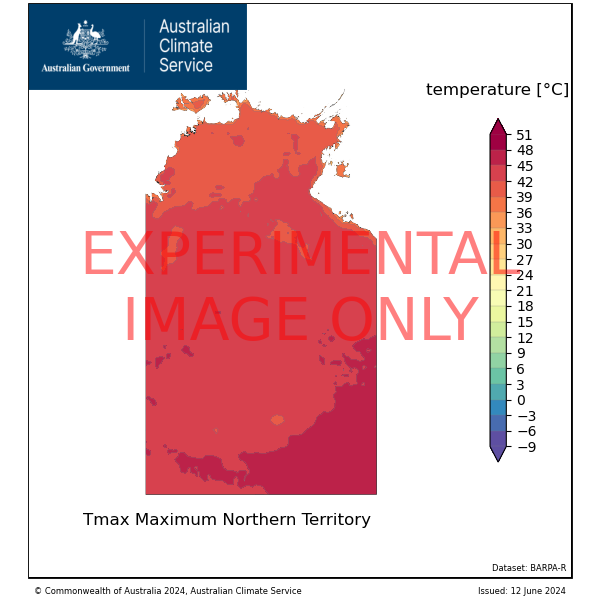 Australian
Climate
Service
Australian Government
temperature [°C]
51
48
45
42
39
36
33
30
27
24
21
18
15
12
9
6
3
0
−3
−6
−9
EXPERIMENTAL
IMAGE ONLY
Tmax Maximum Northern Territory
Dataset: BARPA-R
© Commonwealth of Australia 2024, Australian Climate Service
Issued: 12 June 2024